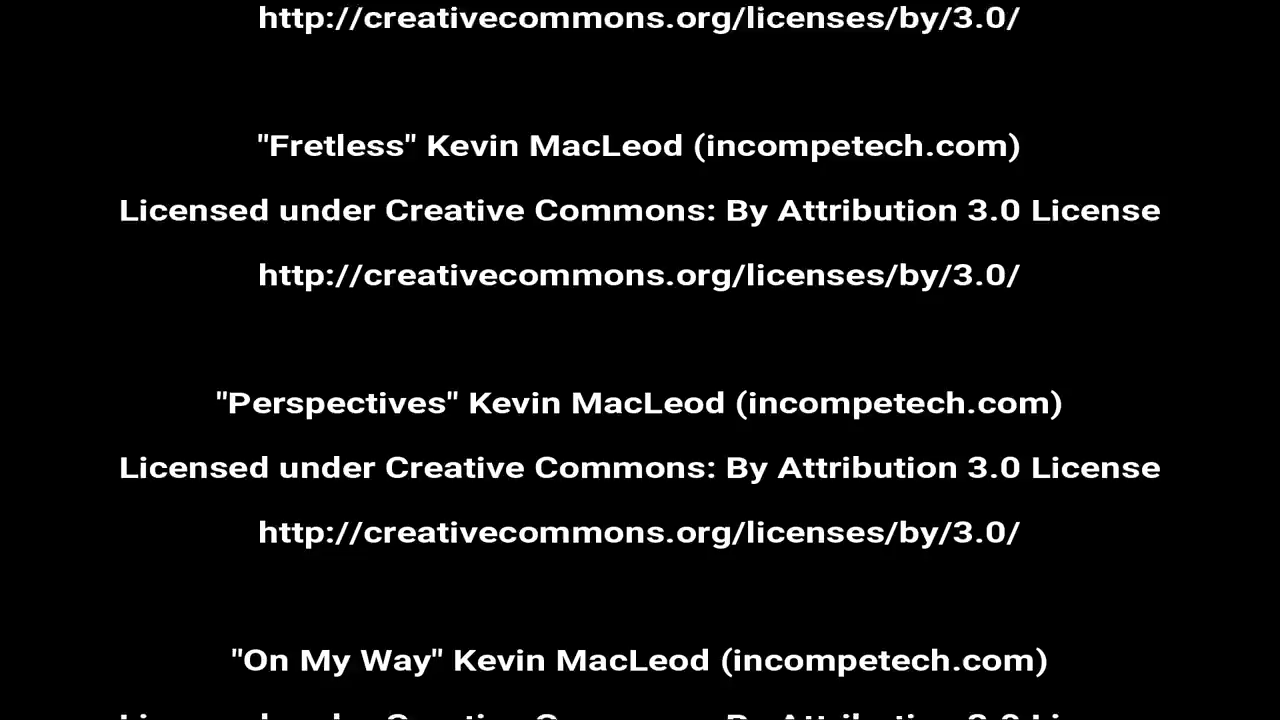 http://creativecommons.org/licenses/by/3.0/
"Fretless" Kevin MacLeod (incompetech.com)
Licensed under Creative Commons: By Attribution 3.0 License
http://creativecommons.org/licenses/by/3.0/
"Perspectives" Kevin MacLeod (incompetech.com)
Licensed under Creative Commons: By Attribution 3.0 License
http://creativecommons.org/licenses/by/3.0/
"On My Way" Kevin MacLeod (incompetech.com)